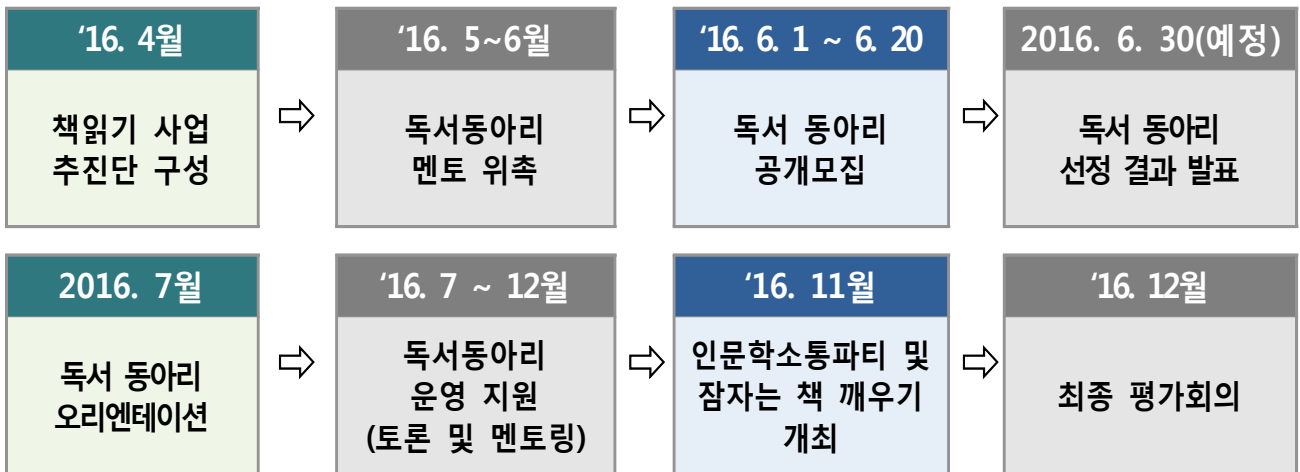 ‘16. 4월
책읽기 사업
추진단 구성
‘16. 5~6월
독서동아리
멘토 위촉
‘16. 6. 1 ~ 6. 20
독서 동아리
공개모집
2016. 6. 30(예정)
독서 동아리
선정 결과 발표
2016. 7월
독서 동아리
오리엔테이션
‘16. 7 ~ 12월
독서동아리
운영 지원
(토론 및 멘토링)
‘16. 11월
인문학소통파티 및
잠자는 책 깨우기
개최
‘16. 12월
최종 평가회의